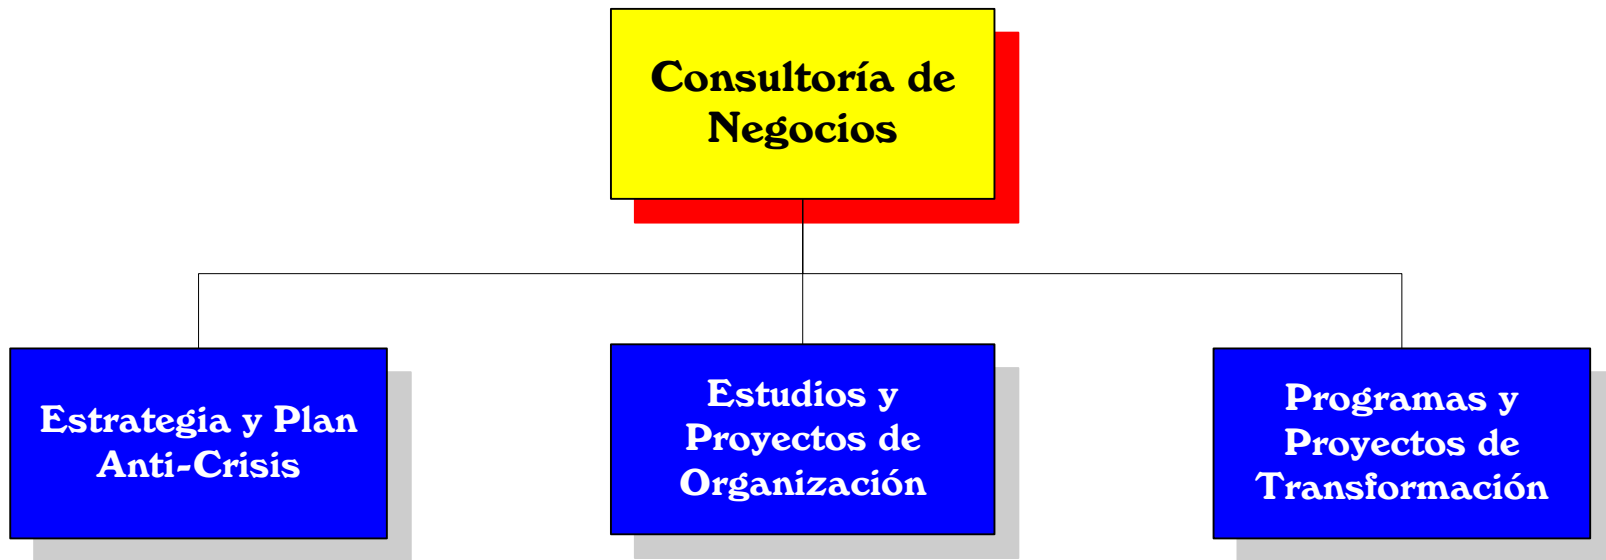 Consultoría de
Negocios
Estrategia y Plan
Anti-Crisis
Estudios y
Proyectos de
Organización
Programas y
Proyectos de
Transformación